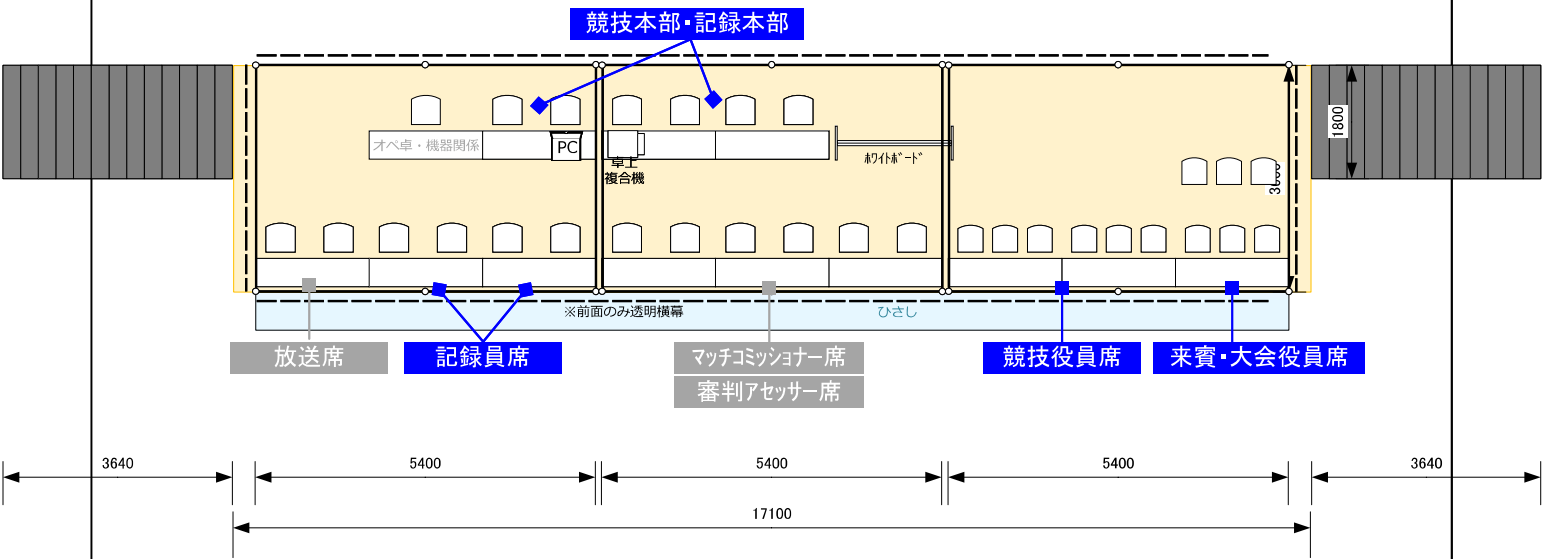 競技本部・記録本部
1800
オペ卓・機器関係
PC
卓上
複合機
ﾎﾜｲﾄﾎﾞｰﾄﾞ
※前面のみ透明横幕
ひさし
放送席
記録員席
マッチコミッショナー席
審判アセッサー席
競技役員席
来賓・大会役員席
3640
5400
5400
5400
3640
17100